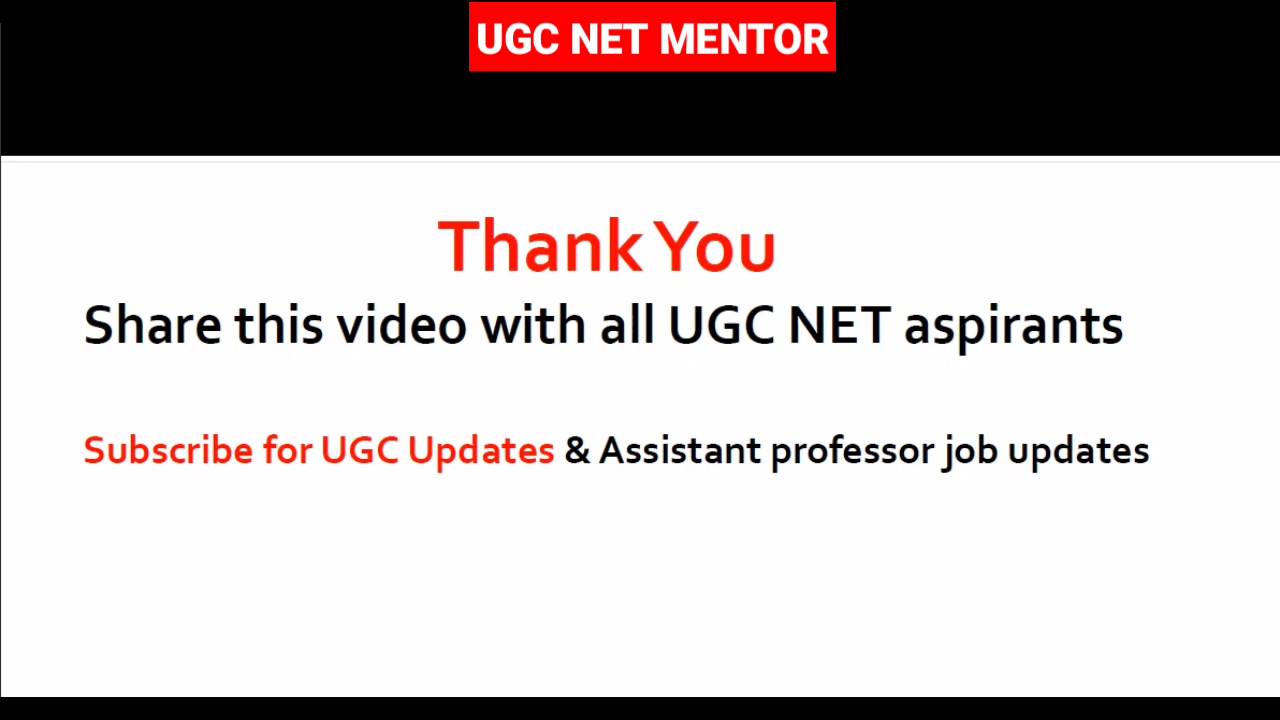 UGC NET MENTOR
Thank You
Share this video with all UGC NET aspirants
Subscribe for UGC Updates & Assistant professor job updates